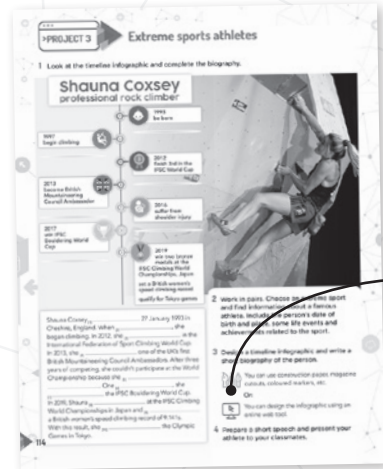 >PROJECT 3
Extreme sports athletes
1 Look at the timeline infographic and complete the biography.
Shauna Coxsey
professional rock climber
1993
be born
1997
begin climbing
2012
finish 3rd in the
IFSC World Cup
2013
become British
Mountaineering
Council Ambassador
2016
suffer from
shoulder injury
2017
win IFSC
Bouldering World
Cup
2019
win two bronze
medals at the
IFSC Climbing World
Championships, Japan
set a British women's
speed climbing record
qualify for Tokyo games
Shauna Coxsey 27 January 1993 in
Cheshire, England. When , she
began climbing. In 2012, she in the
International Federation of Sport Climbing World Cup.
In 2013, she one of the UK's first
British Mountaineering Council Ambassadors. After three
years of competing, she couldn't participate at the World
Championship because she
. One , she
the IFSC Bouldering World Cup.
In 2019, Shauna at the IFSC Climbing
World Championships in Japan and
a British women's speed climbing record of
With this result, she the Olympic
Games in Tokyo.
2 Work in pairs. Choose an extreme sport
and find information about a famous
athlete. Include the person's date of
birth and place, some life events and
achievements related to the sport.
3 Design a timeline infographic and write a
short biography of the person.
You can use construction paper, magazine
cutouts, coloured markers, etc.
Or
You can design the infographic using an
online web tool.
4 Prepare a short speech and present your
athlete to your classmates.
114